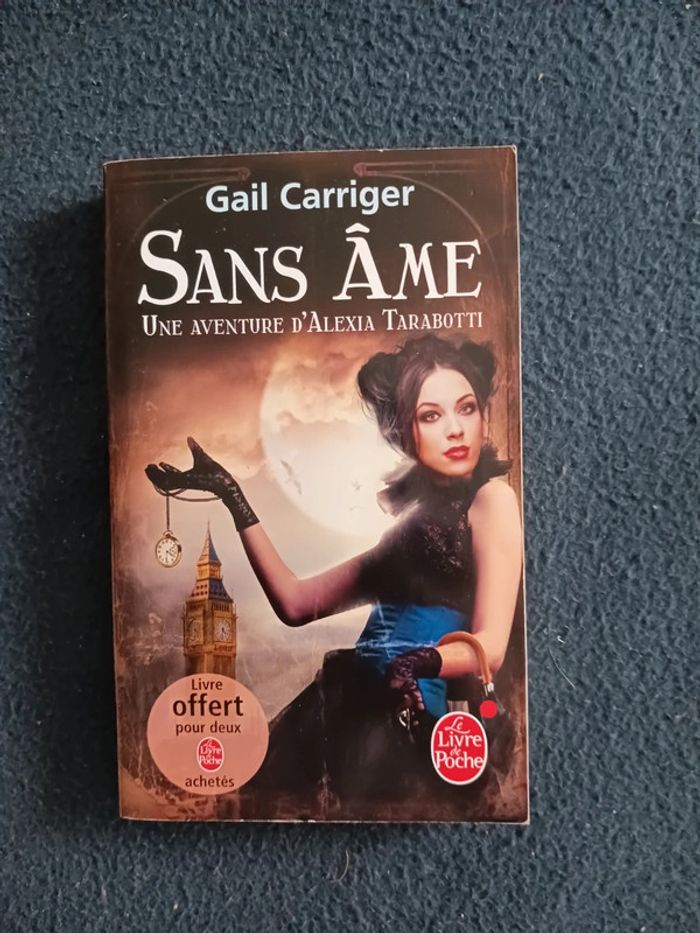 Gail Carriger
SANS ÂME
UNE AVENTURE D'ALEXIA TARABOTTI
Livre
offert
pour deux
Le Livre de Poche
achetés
Le
Livre
de
Poche